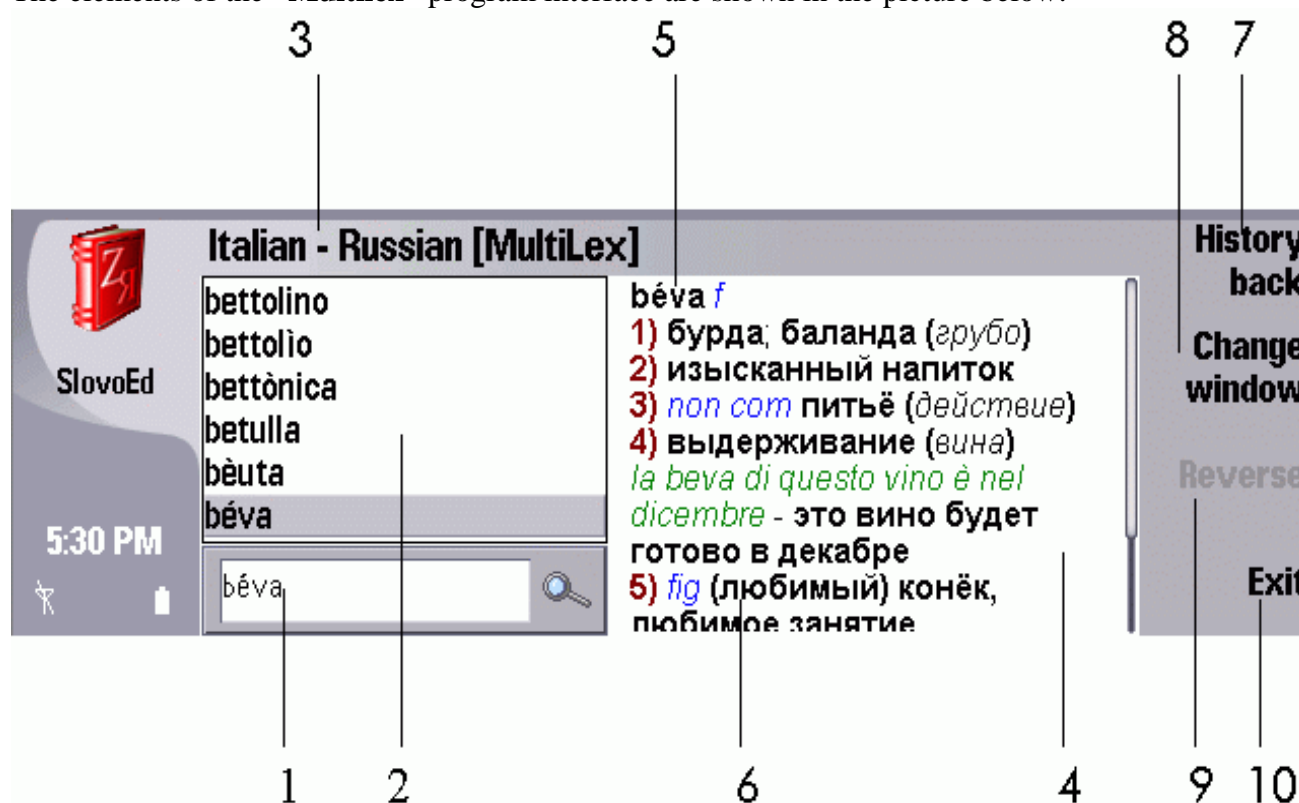 The elements of the "Multilex" program interface are shown in the picture below:
3 5 8 7
Italian - Russian [MultiLex]
SlovoEd
5:30 PM
bettolino
bettolìo
bettònica
betulla
bèuta
béva
béva
béva f
1) бурда; баланда (грубо)
2) изысканный напиток
3) non com питьё (действие)
4) выдерживание (вина)
la beva di questo vino è nel
dicembre - это вино будет
готово в декабре
5) fig (любимый) конёк,
любимое занятие
History
back
Change
window
Reverse
Exit
1 2 6 4 9 10